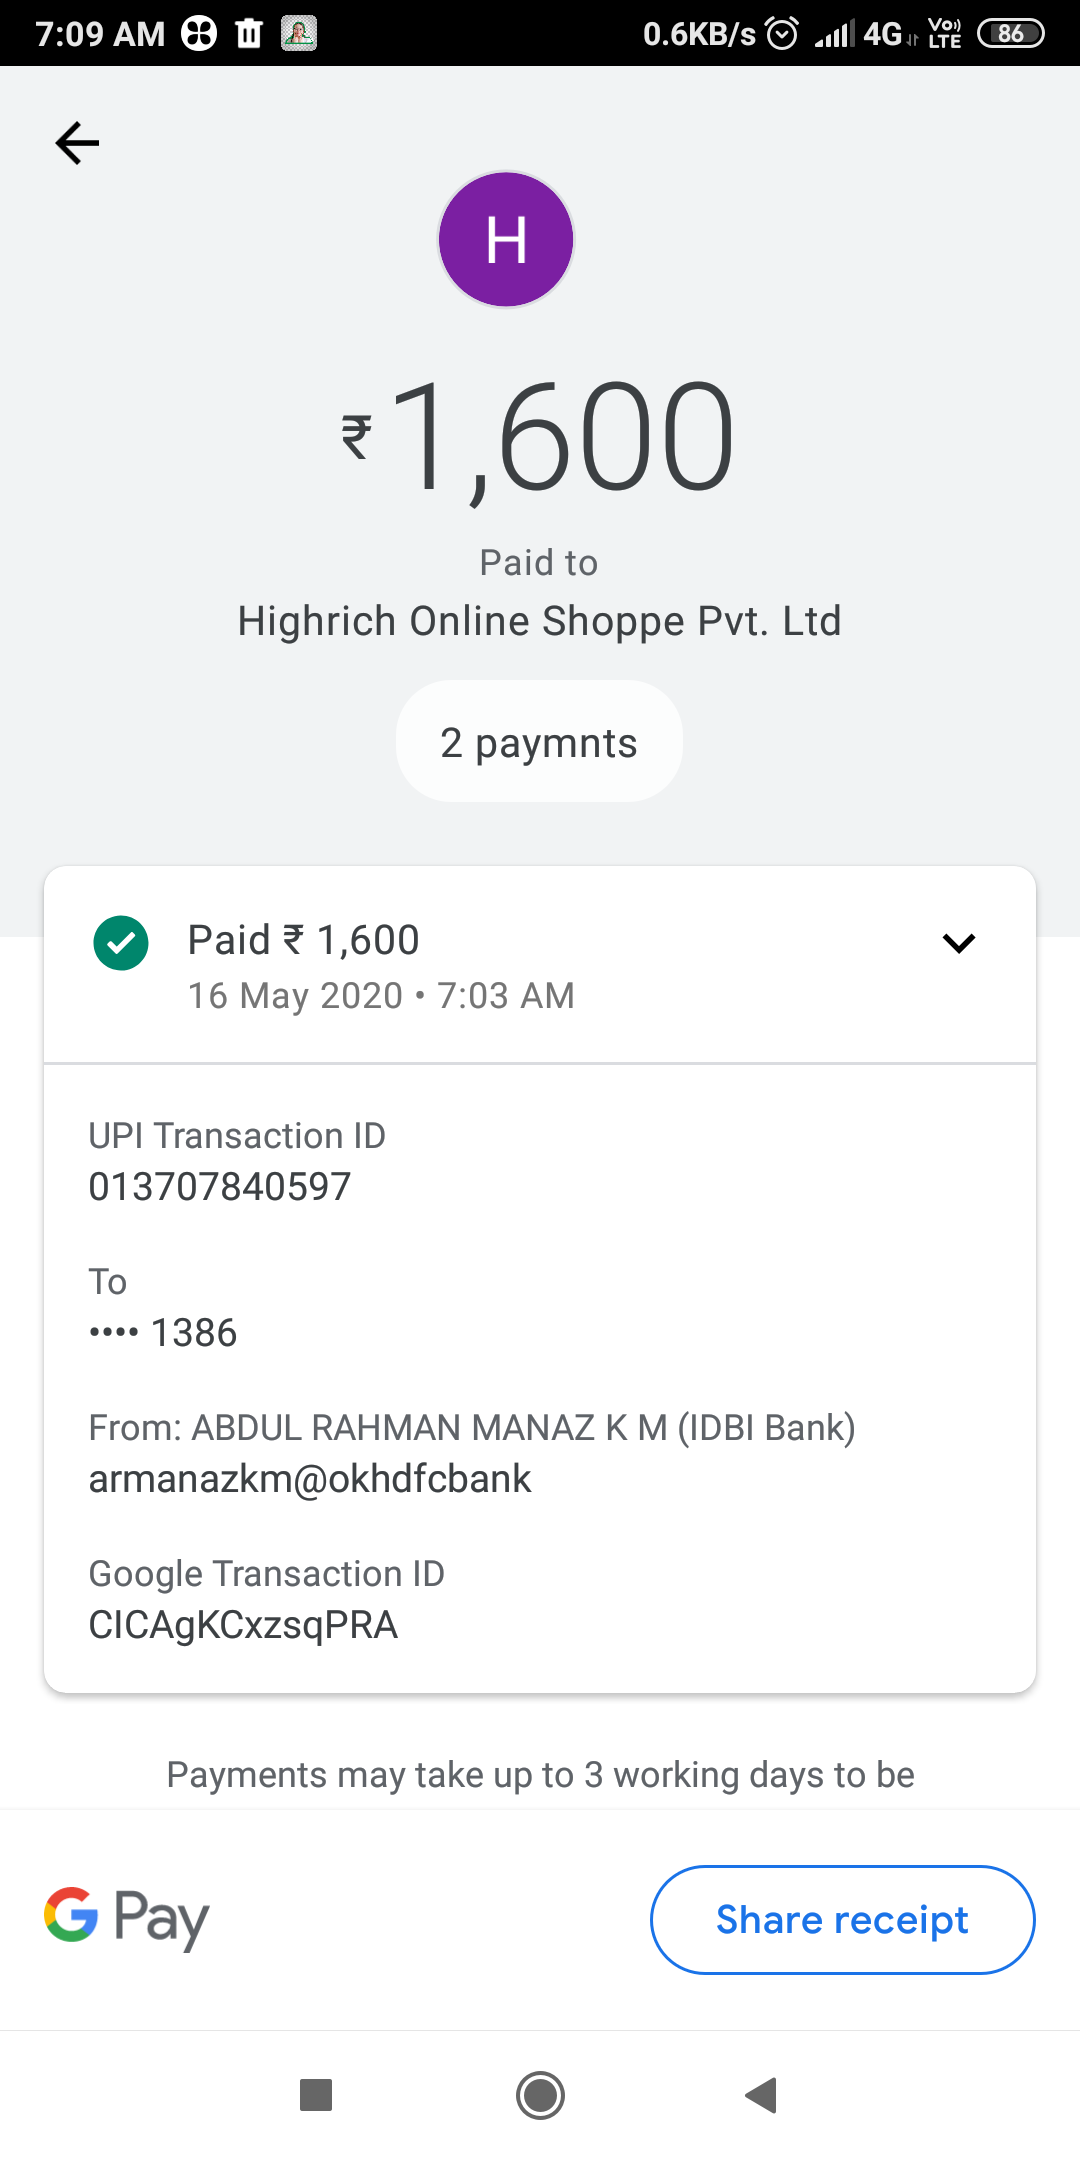 7:09 AM 0.6KB/s 4G Vo)) LTE 86
H
₹1,600
Paid to
Highrich Online Shoppe Pvt. Ltd
2 paymnts
Paid ₹ 1,600
16 May 2020 • 7:03 AM
UPI Transaction ID
013707840597
To
•••• 1386
From: ABDUL RAHMAN MANAZ K M (IDBI Bank)
armanazkm@okhdfcbank
Google Transaction ID
CICAgKCxzsqPRA
Payments may take up to 3 working days to be
G Pay
Share receipt